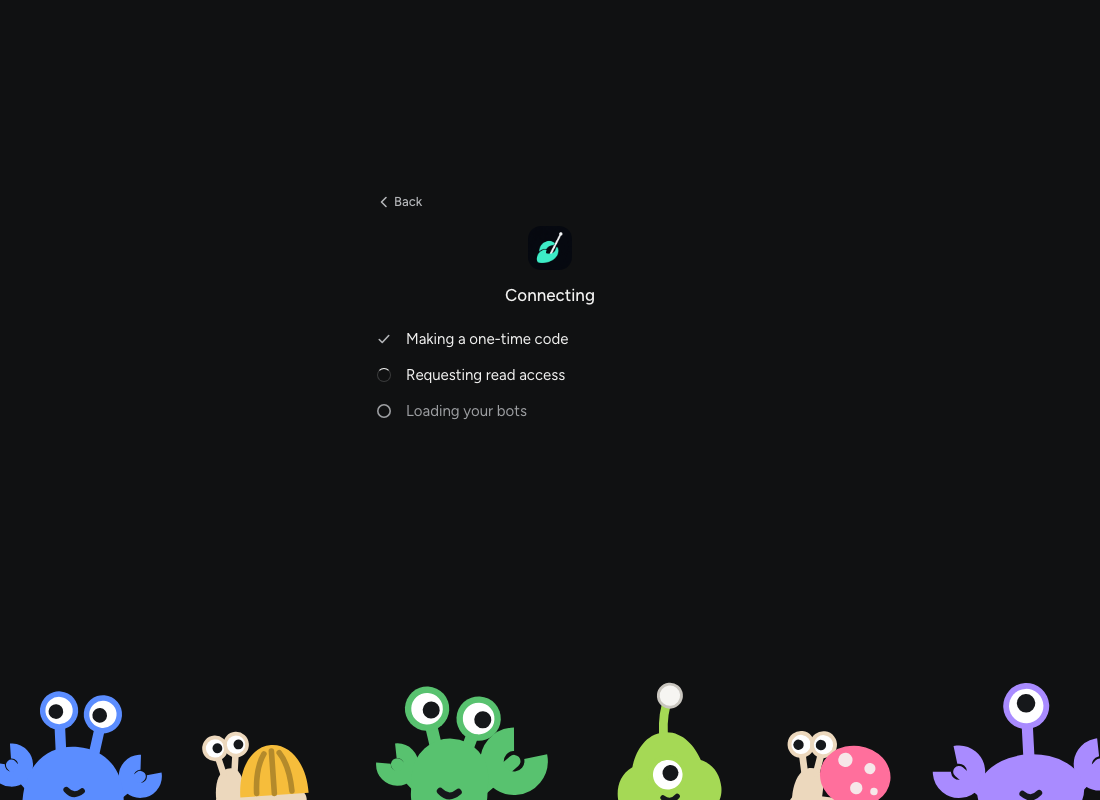 Back
Connecting
Making a one-time code
Requesting read access
Loading your bots